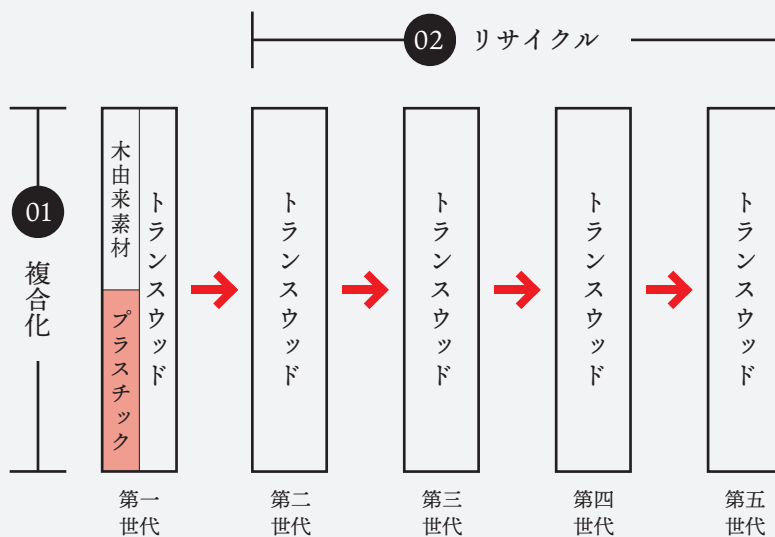 02 リサイクル
01
複合化
木由来素材
プラスチック
トランスウッド
第一
世代
トランスウッド
第二
世代
トランスウッド
第三
世代
トランスウッド
第四
世代
トランスウッド
第五
世代